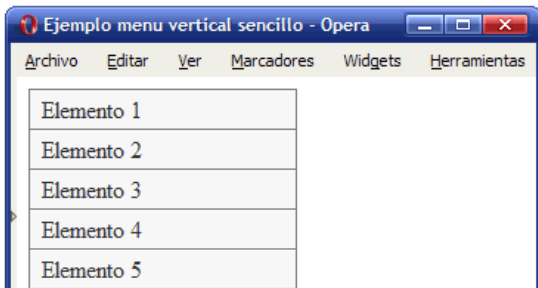 Ejemplo menu vertical sencillo - Opera
Archivo Editar Ver Marcadores Widgets Herramientas
Elemento 1
Elemento 2
Elemento 3
Elemento 4
Elemento 5